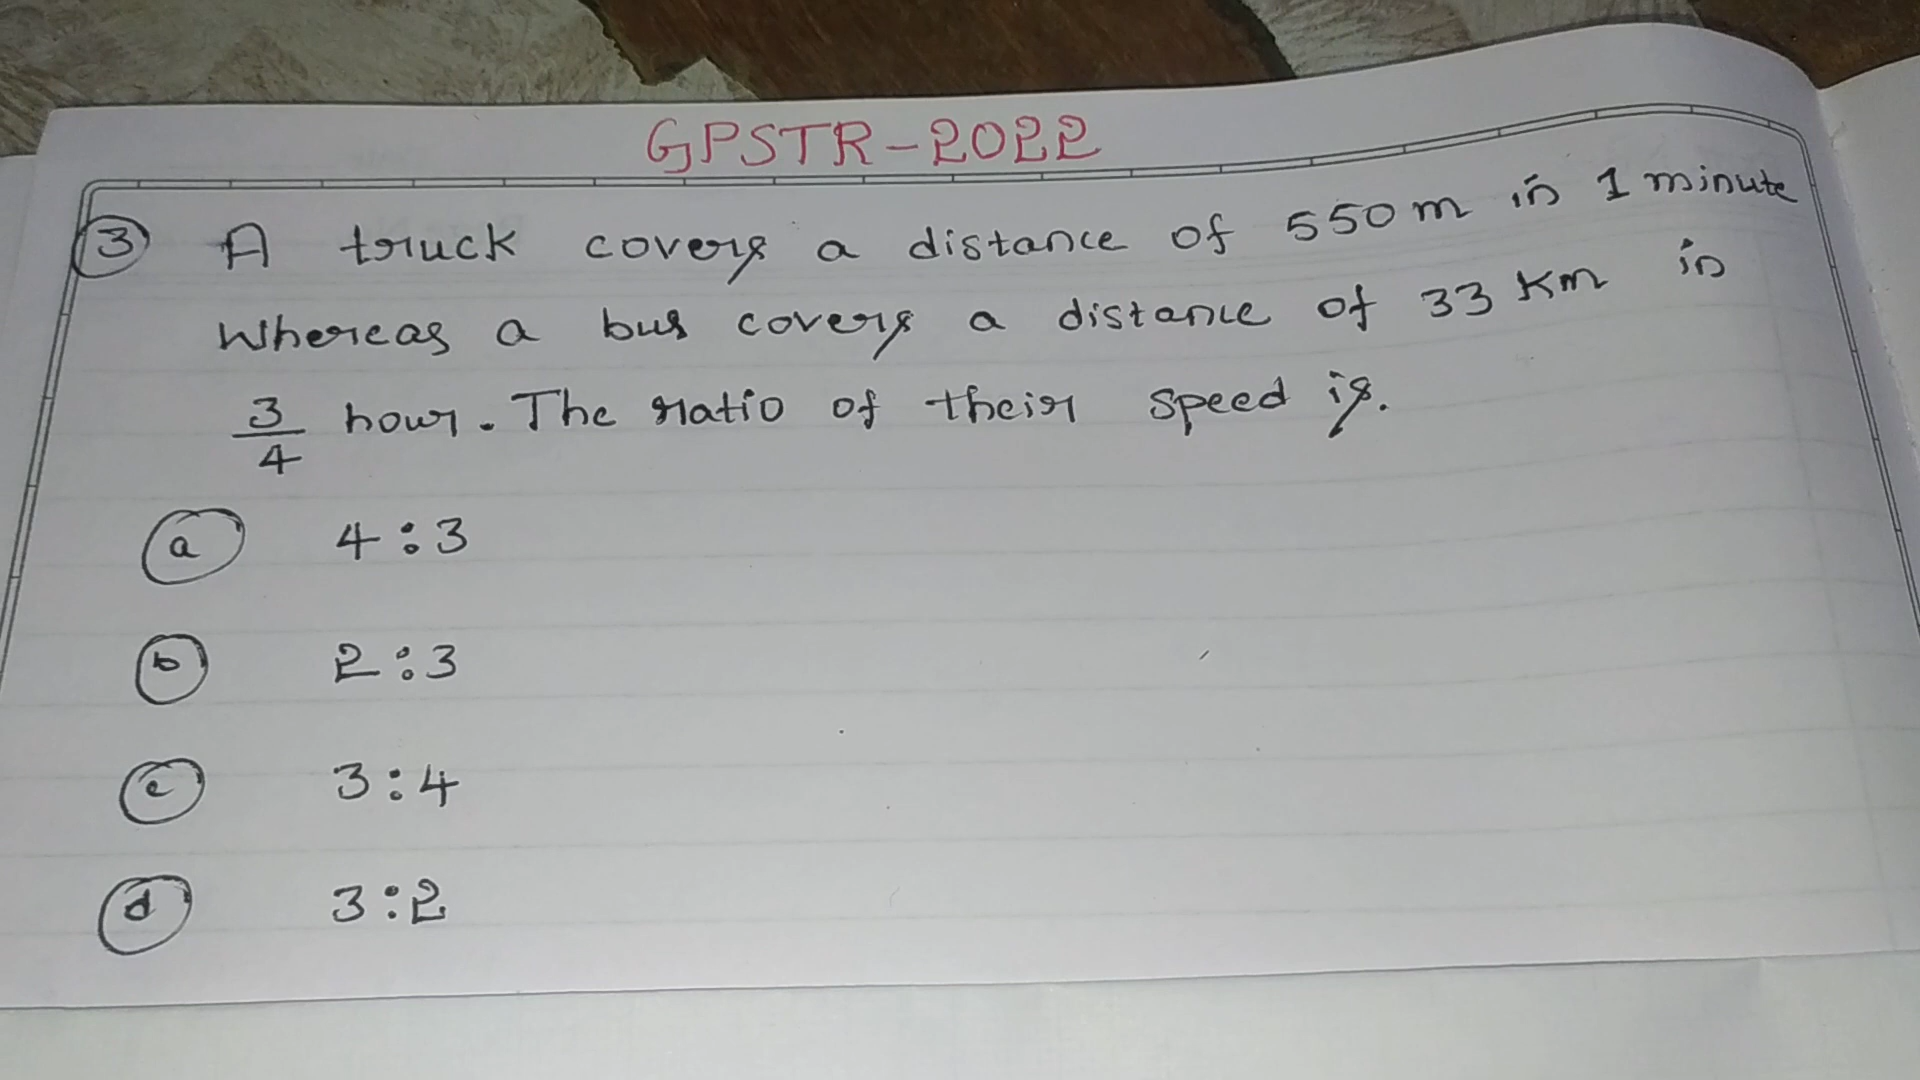 GPSTR-2022
3 A truck covers a distance of 550 m in 1 minute
Whereas a bus covers a distance of 33 Km in
3/4 hour. The ratio of their speed is.
a 4:3
b 2:3
c 3:4
d 3:2